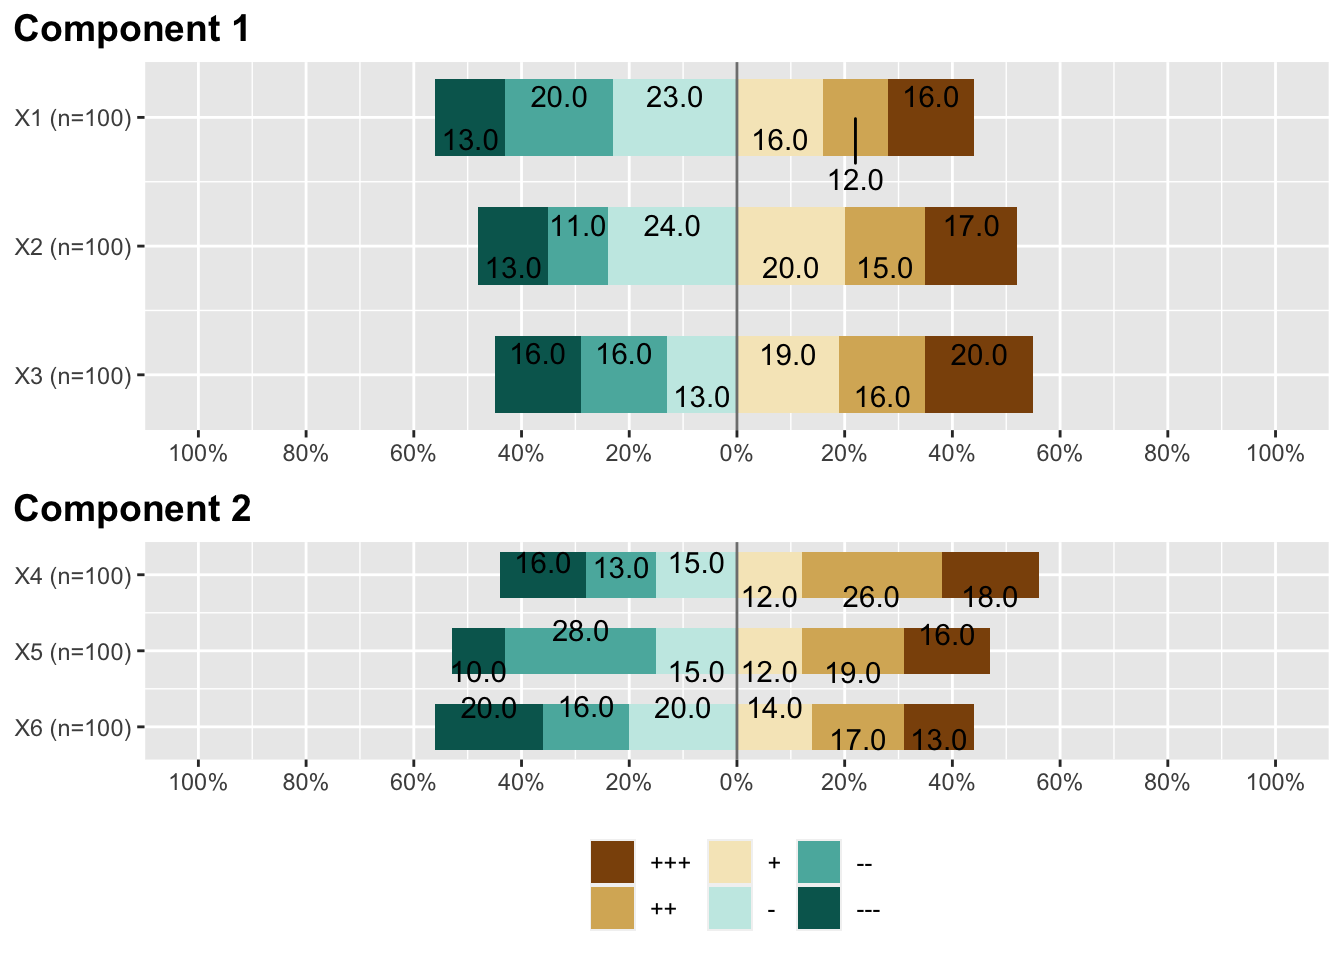 Component 1
20.0 23.0 16.0
X1 (n=100)
13.0 16.0
12.0
11.0 24.0 17.0
X2 (n=100)
13.0 20.0 15.0
16.0 16.0 19.0 20.0
X3 (n=100)
13.0 16.0
100% 80% 60% 40% 20% 0% 20% 40% 60% 80% 100%
Component 2
16.0 13.0 15.0
X4 (n=100)
12.0 26.0 18.0
28.0 16.0
X5 (n=100)
10.0 15.0 12.0 19.0
20.0 16.0 20.0 14.0
X6 (n=100)
17.0 13.0
100% 80% 60% 40% 20% 0% 20% 40% 60% 80% 100%
+++ + --
++ - ---